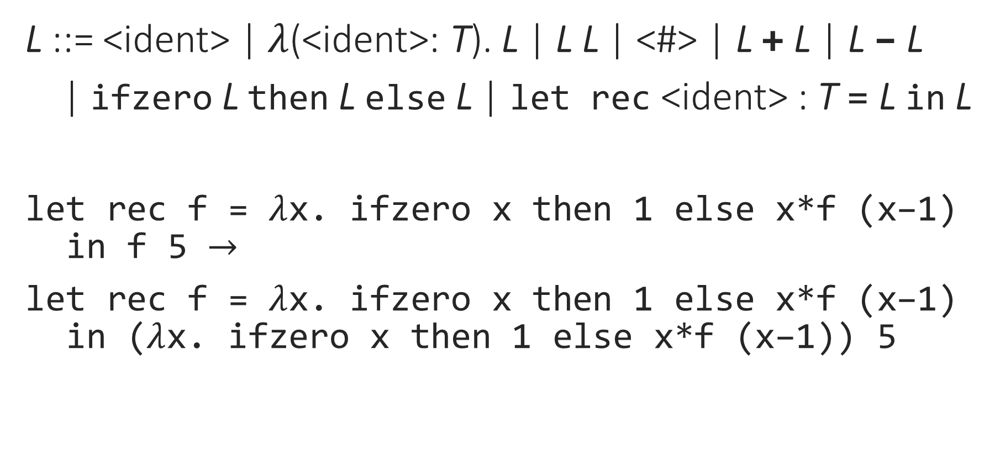 L ::= <ident> | λ(<ident>: T). L | L L | <#> | L + L | L − L
| ifzero L then L else L | let rec <ident> : T = L in L
let rec f = λx. ifzero x then 1 else x*f (x−1)
in f 5 →
let rec f = λx. ifzero x then 1 else x*f (x−1)
in (λx. ifzero x then 1 else x*f (x−1)) 5